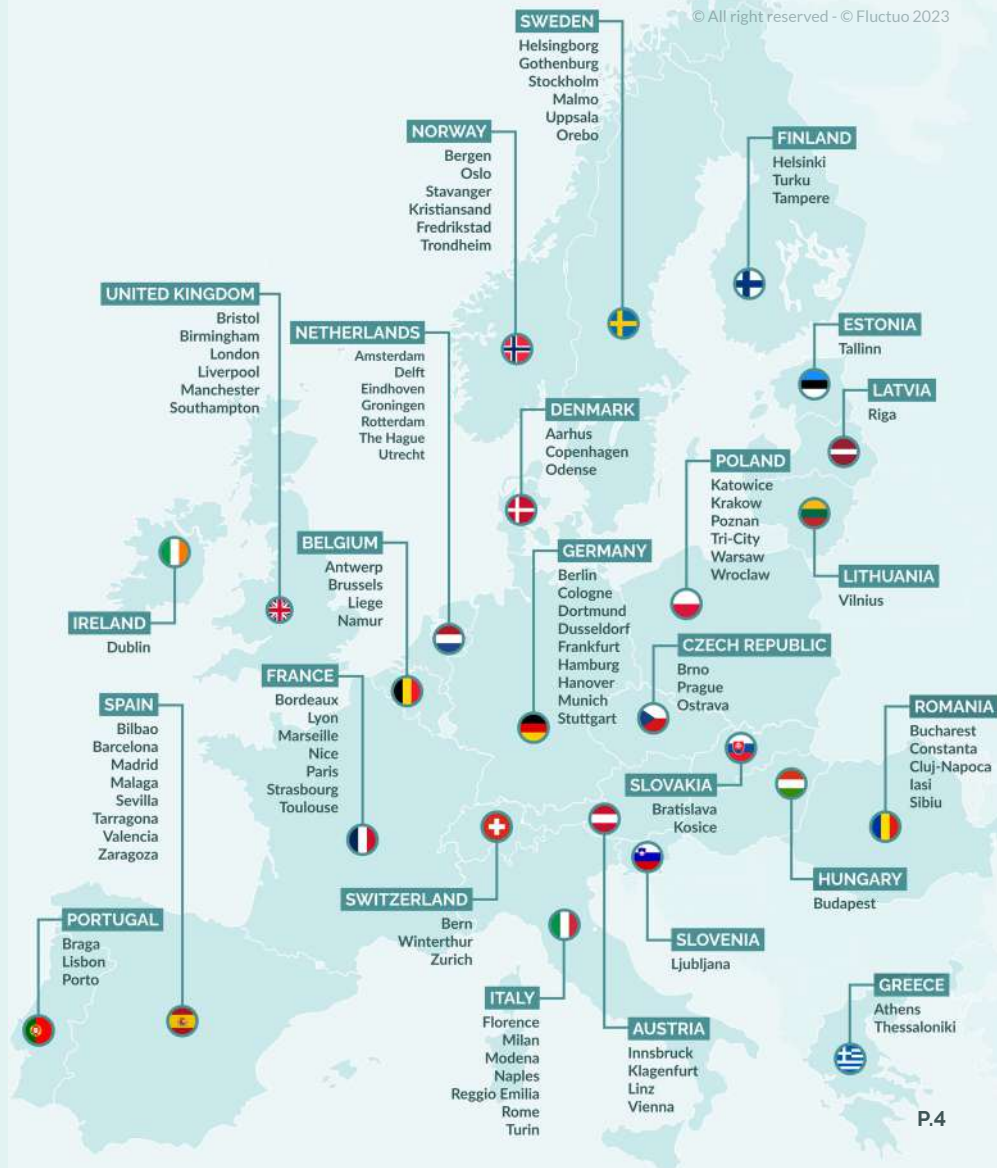 © All right reserved - © Fluctuo 2023
SWEDEN
Helsingborg
Gothenburg
Stockholm
Malmo
Uppsala
Orebo
NORWAY
Bergen
Oslo
Stavanger
Kristiansand
Fredrikstad
Trondheim
FINLAND
Helsinki
Turku
Tampere
UNITED KINGDOM
Bristol
Birmingham
London
Liverpool
Manchester
Southampton
NETHERLANDS
Amsterdam
Delft
Eindhoven
Groningen
Rotterdam
The Hague
Utrecht
ESTONIA
Tallinn
LATVIA
Riga
DENMARK
Aarhus
Copenhagen
Odense
POLAND
Katowice
Krakow
Poznan
Tri-City
Warsaw
Wroclaw
LITHUANIA
Vilnius
BELGIUM
Antwerp
Brussels
Liege
Namur
GERMANY
Berlin
Cologne
Dortmund
Dusseldorf
Frankfurt
Hamburg
Hanover
Munich
Stuttgart
IRELAND
Dublin
CZECH REPUBLIC
Brno
Prague
Ostrava
FRANCE
Bordeaux
Lyon
Marseille
Nice
Paris
Strasbourg
Toulouse
SPAIN
Bilbao
Barcelona
Madrid
Malaga
Sevilla
Tarragona
Valencia
Zaragoza
ROMANIA
Bucharest
Constanta
Cluj-Napoca
Iasi
Sibiu
SLOVAKIA
Bratislava
Kosice
HUNGARY
Budapest
SWITZERLAND
Bern
Winterthur
Zurich
PORTUGAL
Braga
Lisbon
Porto
SLOVENIA
Ljubljana
ITALY
Florence
Milan
Modena
Naples
Reggio Emilia
Rome
Turin
AUSTRIA
Innsbruck
Klagenfurt
Linz
Vienna
GREECE
Athens
Thessaloniki
P.4